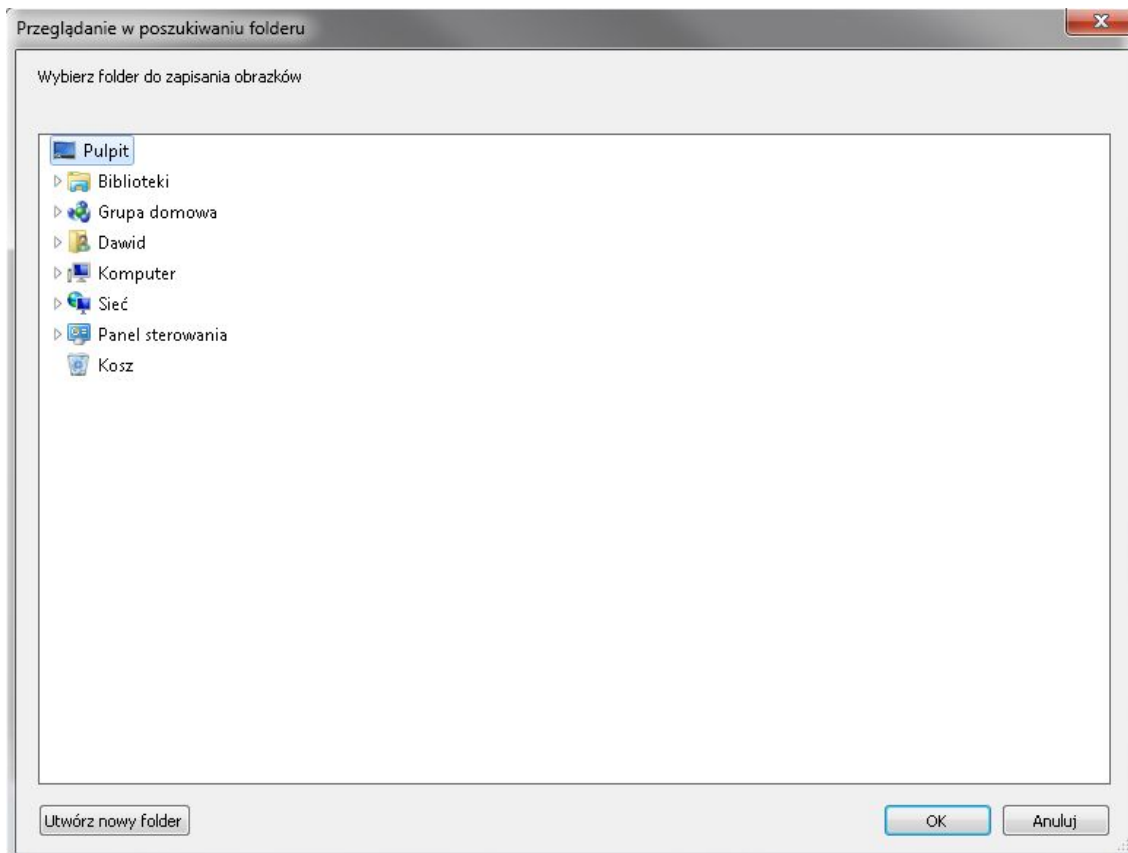 Przeglądanie w poszukiwaniu folderu
Wybierz folder do zapisania obrazków
Pulpit
Biblioteki
Grupa domowa
Dawid
Komputer
Sieć
Panel sterowania
Kosz
Utwórz nowy folder
OK
Anuluj